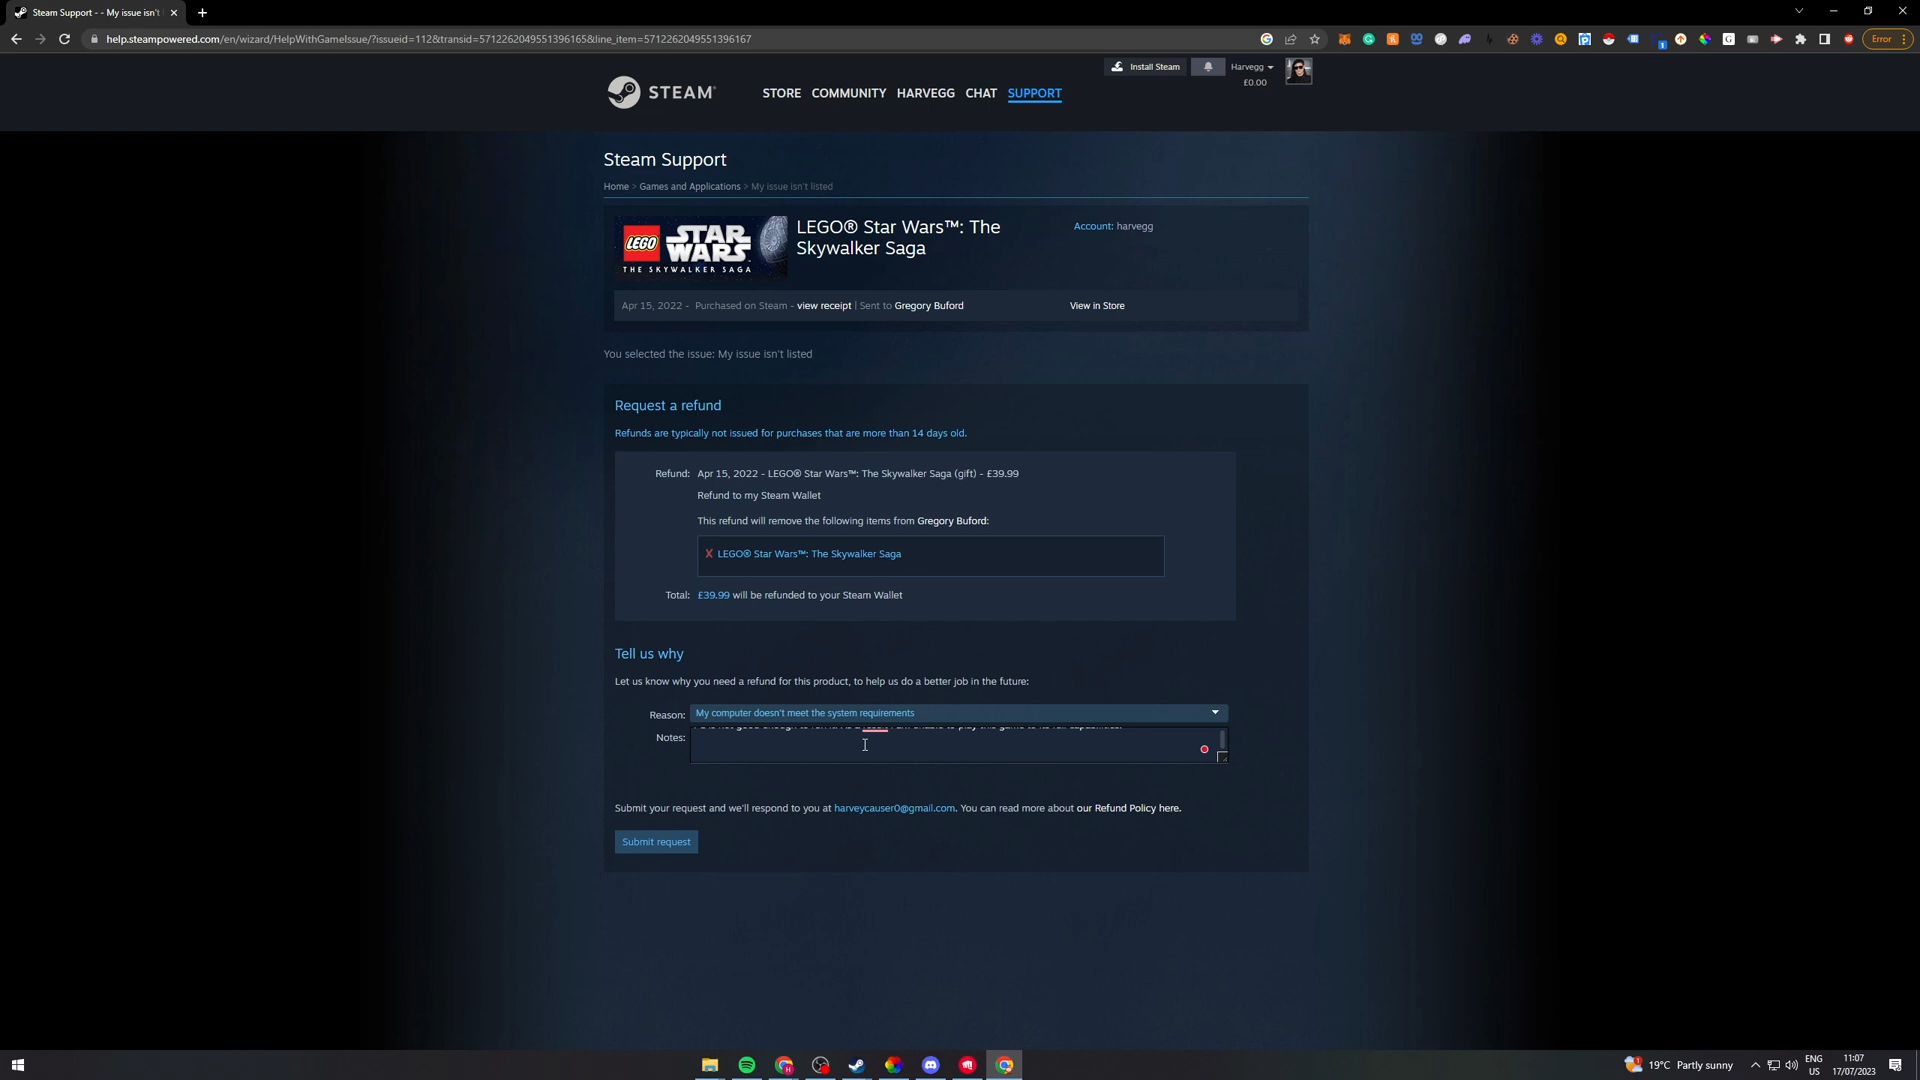 Steam Support - - My issue isn't
help.steampowered.com/en/wizard/HelpWithGameIssue/?issueid=112&transid=5712262049551396165&line_item=5712262049551396167
Error
Install Steam
Harvegg
£0.00
STEAM
STORE COMMUNITY HARVEGG CHAT SUPPORT
Steam Support
Home > Games and Applications > My issue isn't listed
LEGO
STAR WARS
THE SKYWALKER SAGA
LEGO® Star Wars™: The
Skywalker Saga
Account: harvegg
Apr 15, 2022 - Purchased on Steam - view receipt | Sent to Gregory Buford
View in Store
You selected the issue: My issue isn't listed
Request a refund
Refunds are typically not issued for purchases that are more than 14 days old.
Refund: Apr 15, 2022 - LEGO® Star Wars™: The Skywalker Saga (gift) - £39.99
Refund to my Steam Wallet
This refund will remove the following items from Gregory Buford:
X LEGO® Star Wars™: The Skywalker Saga
Total: £39.99 will be refunded to your Steam Wallet
Tell us why
Let us know why you need a refund for this product, to help us do a better job in the future:
Reason: My computer doesn't meet the system requirements
Notes:
Submit your request and we'll respond to you at harveycauser0@gmail.com. You can read more about our Refund Policy here.
Submit request
19°C Partly sunny
ENG
US
11:07
17/07/2023